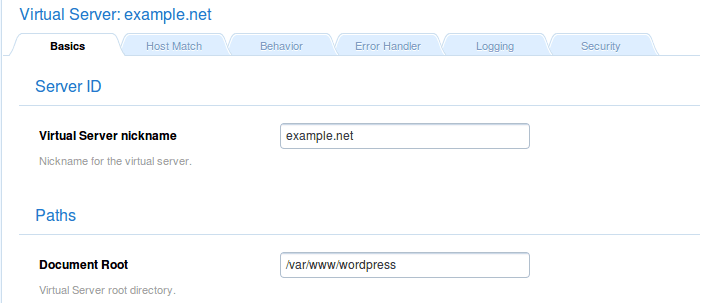 Virtual Server: example.net
Basics Host Match Behavior Error Handler Logging Security
Server ID
Virtual Server nickname example.net
Nickname for the virtual server.
Paths
Document Root /var/www/wordpress
Virtual Server root directory.